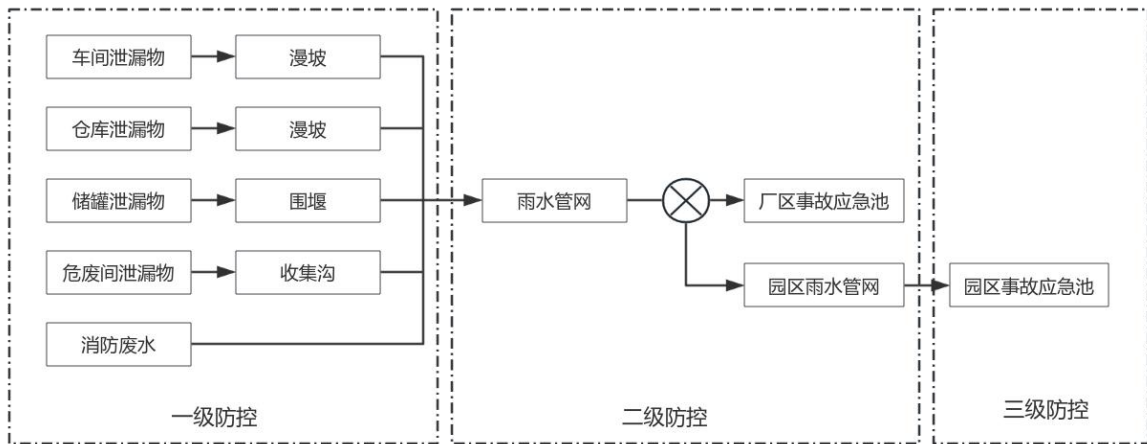 车间泄漏物
漫坡
仓库泄漏物
漫坡
储罐泄漏物
围堰
雨水管网
厂区事故应急池
危废间泄漏物
收集沟
园区雨水管网
园区事故应急池
消防废水
一级防控
二级防控
三级防控